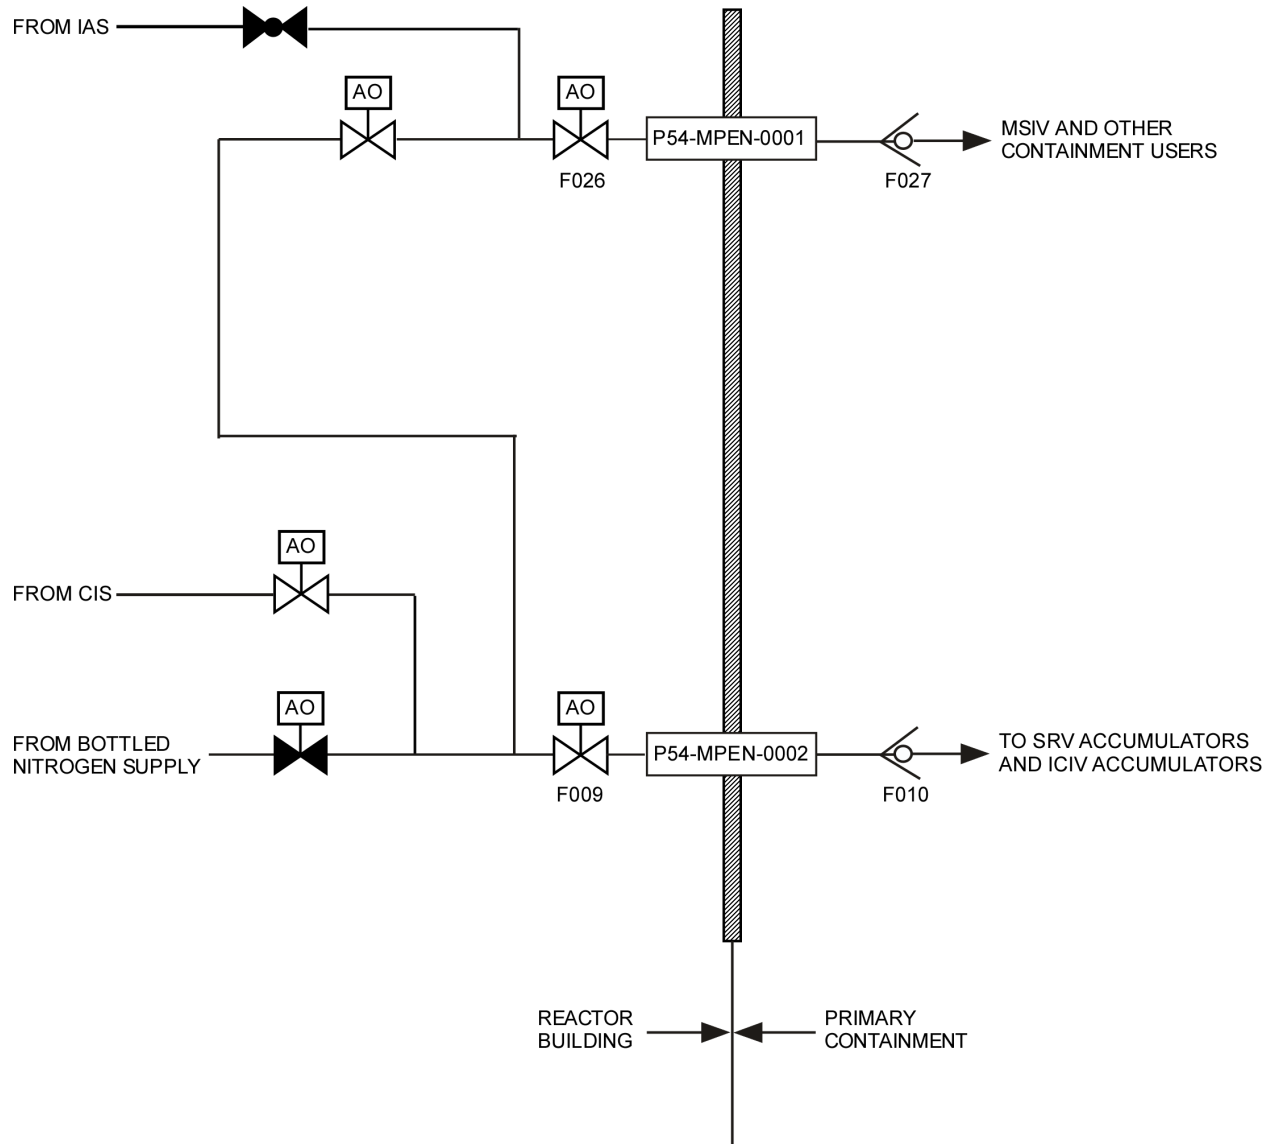 FROM IAS
AO
AO
P54-MPEN-0001
MSIV AND OTHER
CONTAINMENT USERS
F026
F027
AO
FROM CIS
AO
AO
FROM BOTTLED
NITROGEN SUPPLY
P54-MPEN-0002
TO SRV ACCUMULATORS
AND ICIV ACCUMULATORS
F009
F010
REACTOR
BUILDING
PRIMARY
CONTAINMENT